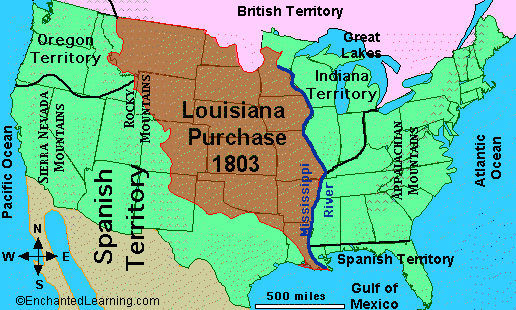 British Territory
Oregon
Territory
Great
Lakes
Indiana
Territory
ROCKY
MOUNTAINS
SIERRA NEVADA
MOUNTAINS
Louisiana
Purchase
1803
APPALACHIAN
MOUNTAINS
Pacific Ocean
Atlantic
Ocean
Spanish
Territory
Mississippi
River
N
W
E
S
Spanish Territory
500 miles
Gulf of
Mexico
©EnchantedLearning.com